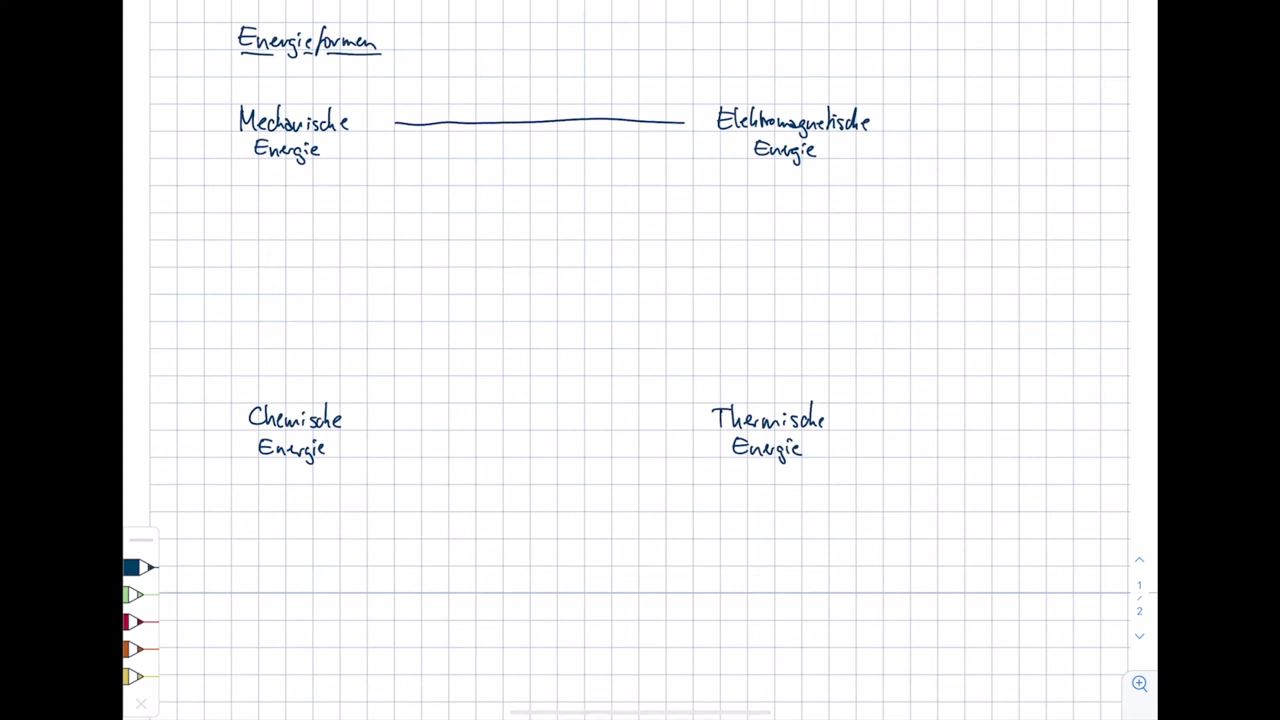 Energieformen
Mechanische
Energie
Elektromagnetische
Energie
Chemische
Energie
Thermische
Energie
1
/
2